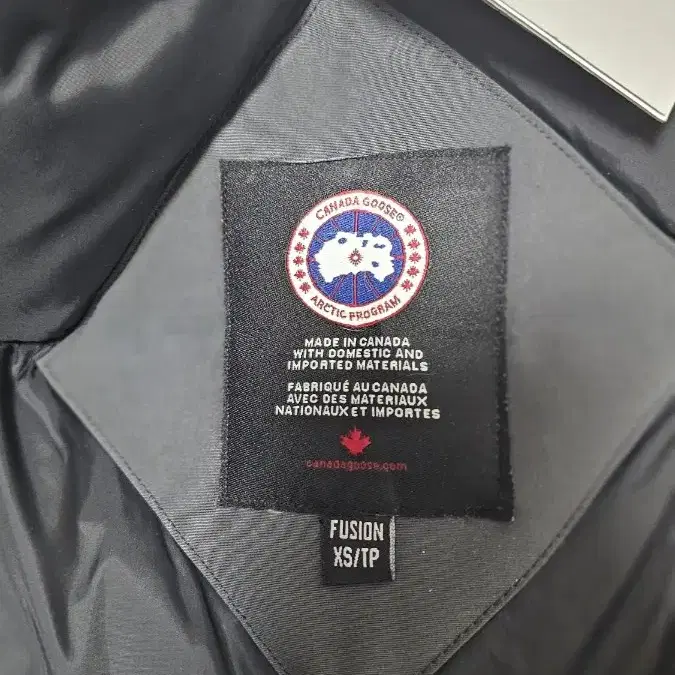 CANADA GOOSE®
ARCTIC PROGRAM
MADE IN CANADA
WITH DOMESTIC AND
IMPORTED MATERIALS
FABRIQUÉ AU CANADA
AVEC DES MATERIAUX
NATIONAUX ET IMPORTES
canadagoose.com
FUSION
XS/TP